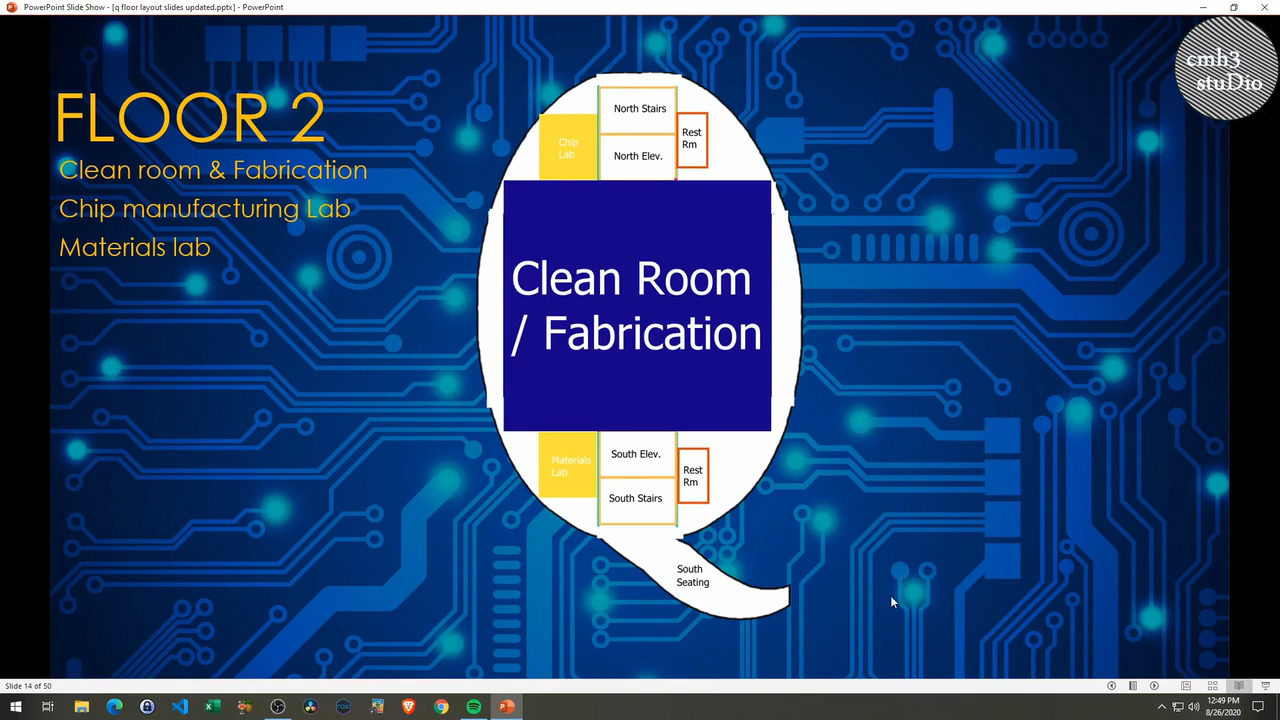 PowerPoint Slide Show - [q floor layout slides updated.pptx] - PowerPoint
cmh3
stuDio
FLOOR 2
Clean room & Fabrication
Chip manufacturing Lab
Materials lab
North Stairs
Chip
Lab
Rest
Rm
North Elev.
Clean Room
/ Fabrication
South Elev.
Materials
Lab
Rest
Rm
South Stairs
South
Seating
Slide 14 of 50
12:49 PM
8/26/2020